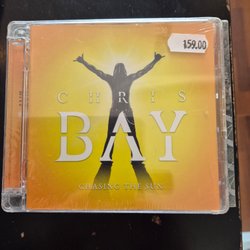 159.00
CHRIS
BAY
CHASING THE SUN